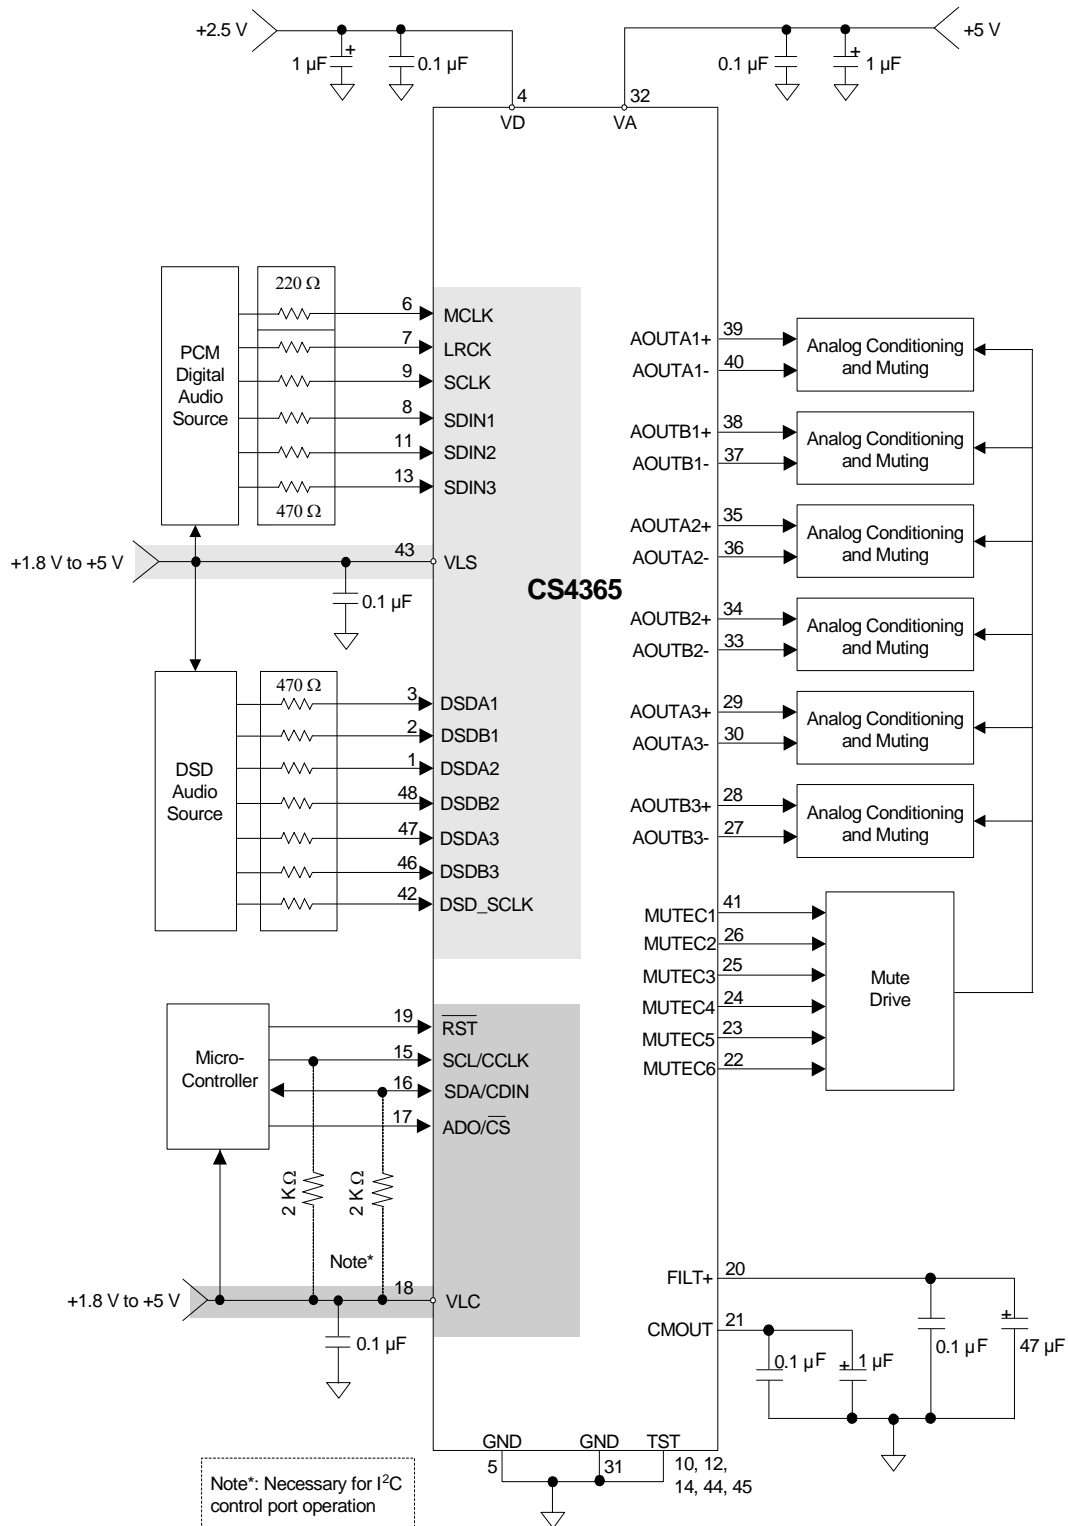 +2.5 V
1 µF
+
0.1 µF
0.1 µF
+
1 µF
+5 V
4
32
VD
VA
PCM
Digital
Audio
Source
220 Ω
470 Ω
6
MCLK
7
LRCK
9
SCLK
8
SDIN1
11
SDIN2
13
SDIN3
+1.8 V to +5 V
43
VLS
0.1 µF
CS4365
DSD
Audio
Source
470 Ω
3
DSDA1
2
DSDB1
1
DSDA2
48
DSDB2
47
DSDA3
46
DSDB3
42
DSD_SCLK
Micro-
Controller
19
RST
15
SCL/CCLK
16
SDA/CDIN
17
ADO/CS
2 KΩ
2 KΩ
Note*
+1.8 V to +5 V
18
VLC
0.1 µF
AOUTA1+
39
AOUTA1-
40
Analog Conditioning
and Muting
AOUTB1+
38
AOUTB1-
37
Analog Conditioning
and Muting
AOUTA2+
35
AOUTA2-
36
Analog Conditioning
and Muting
AOUTB2+
34
AOUTB2-
33
Analog Conditioning
and Muting
AOUTA3+
29
AOUTA3-
30
Analog Conditioning
and Muting
AOUTB3+
28
AOUTB3-
27
Analog Conditioning
and Muting
MUTEC1
41
MUTEC2
26
MUTEC3
25
MUTEC4
24
MUTEC5
23
MUTEC6
22
Mute
Drive
FILT+
20
CMOUT
21
0.1 µF
+
1 µF
0.1 µF
+
47 µF
GND
GND
TST
5
31
10, 12,
14, 44, 45
Note*: Necessary for I²C
control port operation